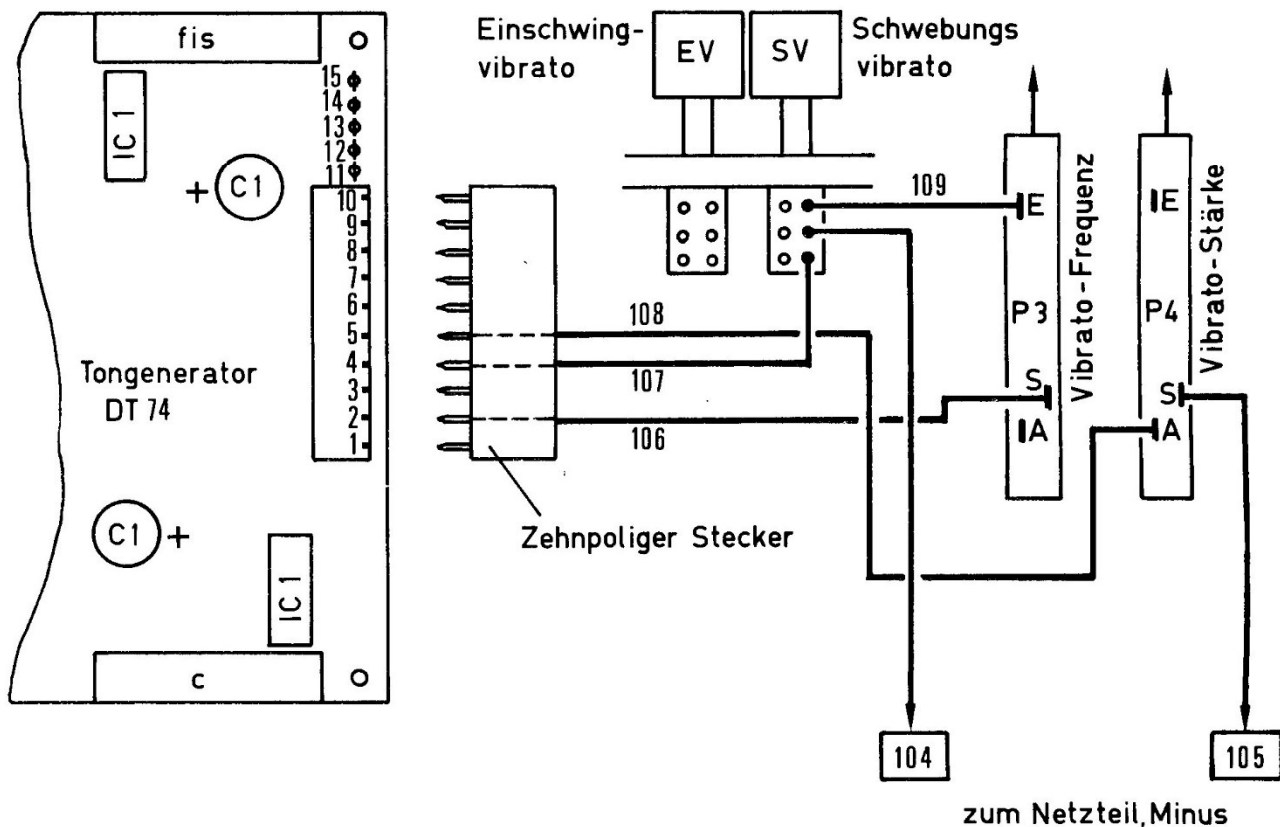 fis
IC 1
+ C1
15
14
13
12
11
10
9
8
7
6
5
4
3
2
1
Tongenerator
DT 74
C1 +
IC 1
c
Einschwing-
vibrato
EV
SV
Schwebungs
vibrato
109
108
107
106
Zehnpoliger Stecker
E
P3
S
A
Vibrato-Frequenz
E
P4
S
A
Vibrato-Stärke
104
105
zum Netzteil, Minus